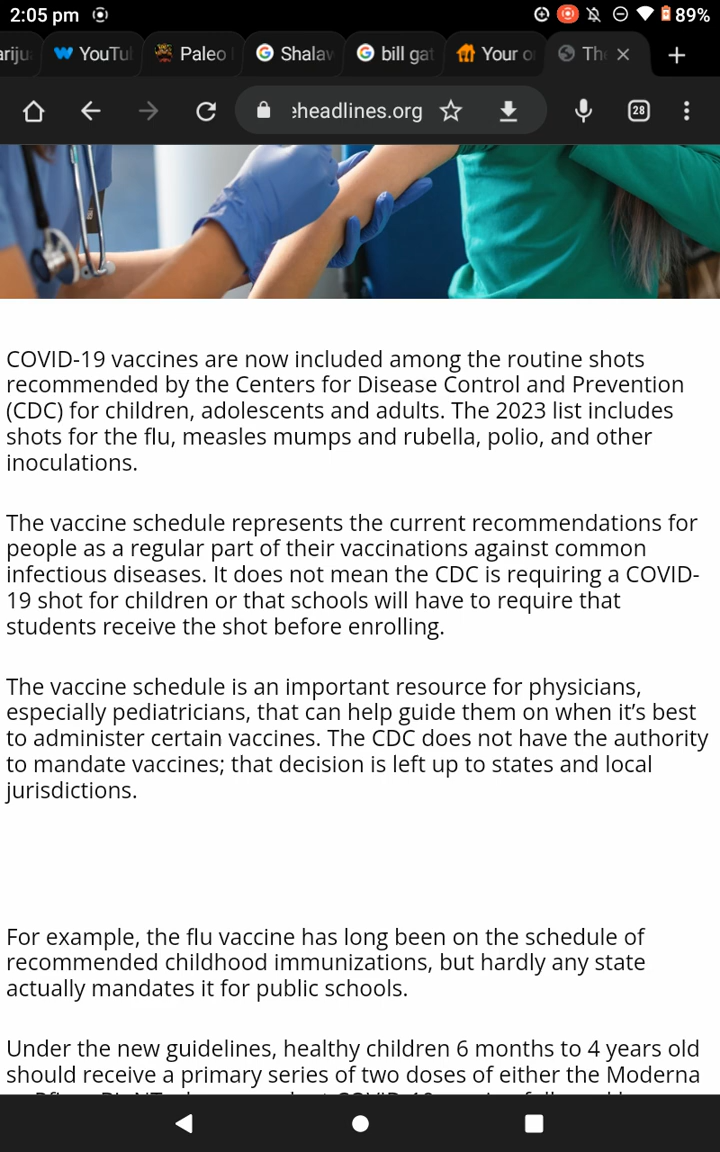 2:05 pm 89%
YouTu Paleo Shalav bill gat Your o Th
headlines.org 28
COVID-19 vaccines are now included among the routine shots
recommended by the Centers for Disease Control and Prevention
(CDC) for children, adolescents and adults. The 2023 list includes
shots for the flu, measles mumps and rubella, polio, and other
inoculations.
The vaccine schedule represents the current recommendations for
people as a regular part of their vaccinations against common
infectious diseases. It does not mean the CDC is requiring a COVID-
19 shot for children or that schools will have to require that
students receive the shot before enrolling.
The vaccine schedule is an important resource for physicians,
especially pediatricians, that can help guide them on when it’s best
to administer certain vaccines. The CDC does not have the authority
to mandate vaccines; that decision is left up to states and local
jurisdictions.
For example, the flu vaccine has long been on the schedule of
recommended childhood immunizations, but hardly any state
actually mandates it for public schools.
Under the new guidelines, healthy children 6 months to 4 years old
should receive a primary series of two doses of either the Moderna